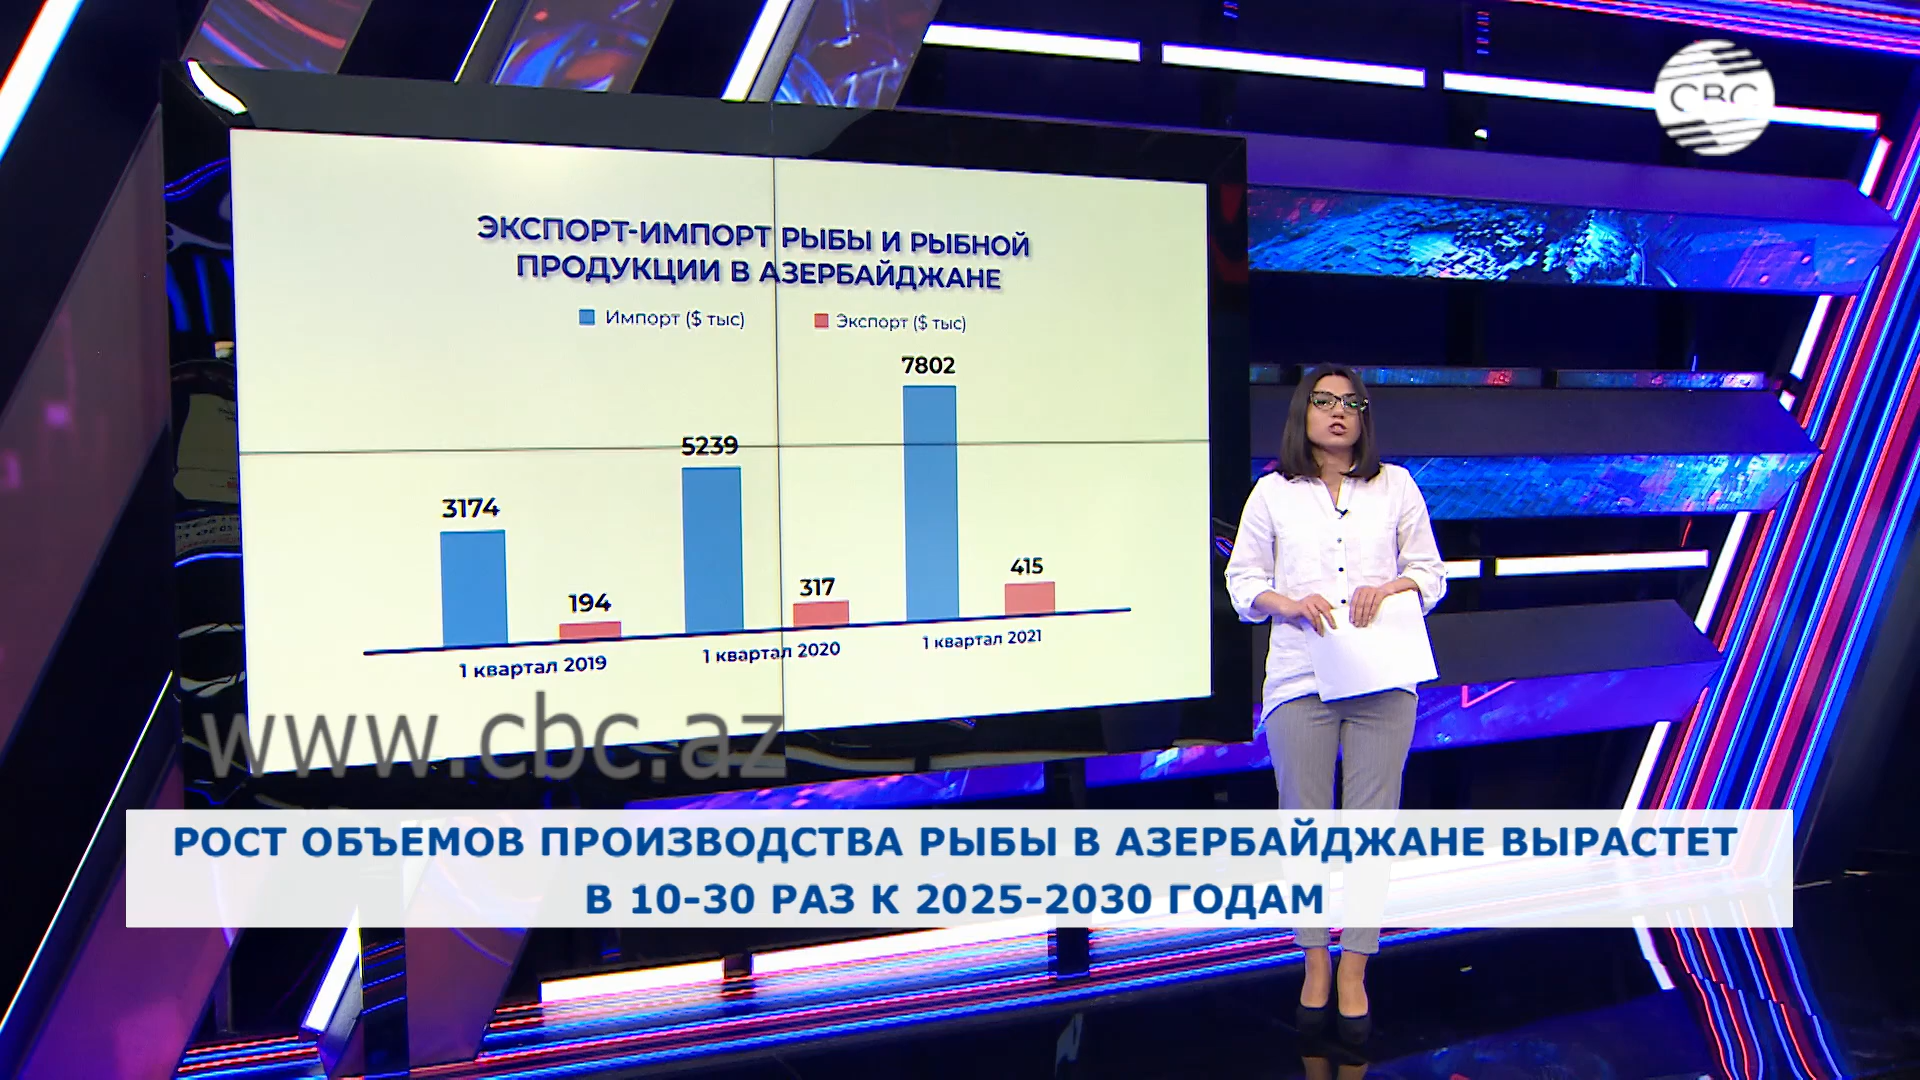 CBC
ЭКСПОРТ-ИМПОРТ РЫБЫ И РЫБНОЙ
ПРОДУКЦИИ В АЗЕРБАЙДЖАНЕ
Импорт ($ тыс) Экспорт ($ тыс)
7802
5239
3174
415
317
194
1 квартал 2019 1 квартал 2020 1 квартал 2021
www.cbc.az
РОСТ ОБЪЕМОВ ПРОИЗВОДСТВА РЫБЫ В АЗЕРБАЙДЖАНЕ ВЫРАСТЕТ
В 10-30 РАЗ К 2025-2030 ГОДАМ